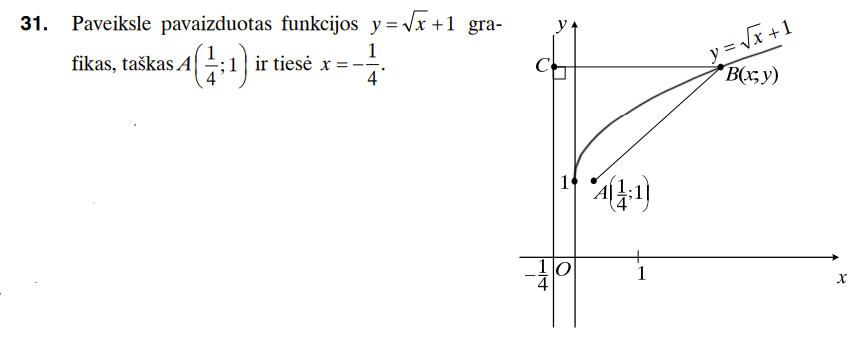 31. Paveiksle pavaizduotas funkcijos y = √x + 1 gra-
fikas, taškas A(1/4; 1) ir tiesė x = −1/4.
y
y = √x + 1
C
B(x; y)
1
A(1/4; 1)
−1/4
O
1
x